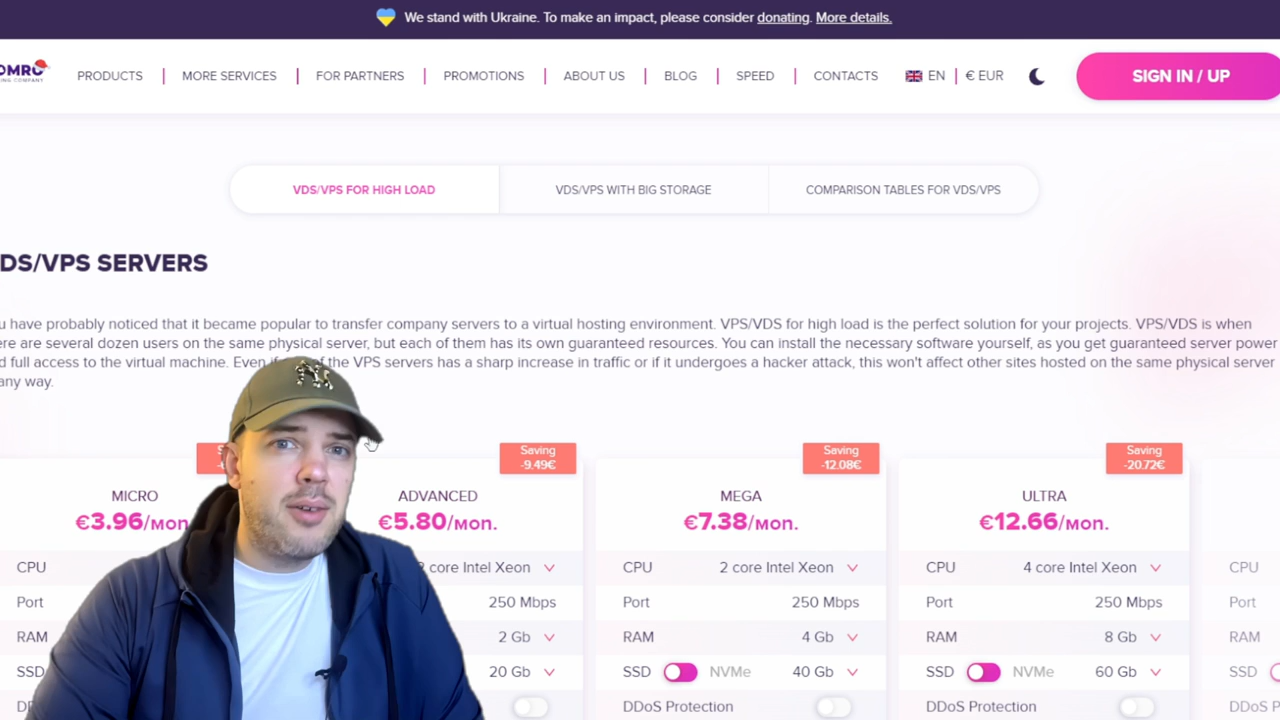 We stand with Ukraine. To make an impact, please consider donating. More details.
PRODUCTS MORE SERVICES FOR PARTNERS PROMOTIONS ABOUT US BLOG SPEED CONTACTS EN € EUR SIGN IN / UP
VDS/VPS FOR HIGH LOAD VDS/VPS WITH BIG STORAGE COMPARISON TABLES FOR VDS/VPS
DS/VPS SERVERS
have probably noticed that it became popular to transfer company servers to a virtual hosting environment. VPS/VDS for high load is the perfect solution for your projects. VPS/VDS is when
are several dozen users on the same physical server, but each of them has its own guaranteed resources. You can install the necessary software yourself, as you get guaranteed server power
full access to the virtual machine. Even the VPS servers has a sharp increase in traffic or if it undergoes a hacker attack, this won't affect other sites hosted on the same physical server
any way.
Saving Saving Saving
-9.49€ -12.08€ -20.72€
MICRO ADVANCED MEGA ULTRA
€3.96/mon €5.80/mon. €7.38/mon. €12.66/mon.
CPU core Intel Xeon CPU 2 core Intel Xeon CPU 4 core Intel Xeon CPU
Port 250 Mbps Port 250 Mbps Port 250 Mbps Port
RAM 2 Gb RAM 4 Gb RAM 8 Gb RAM
SSD 20 Gb SSD NVMe 40 Gb SSD NVMe 60 Gb SSD
DDoS Protection DDoS Protection DDoS P